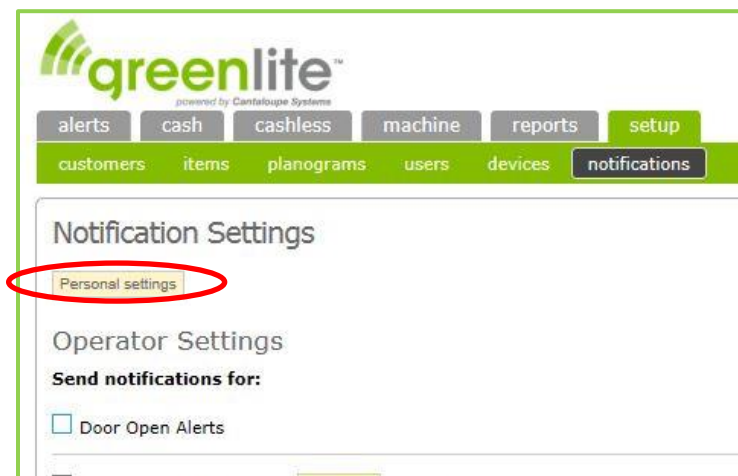 greenlite™
powered by Cantaloupe Systems
alerts cash cashless machine reports setup
customers items planograms users devices notifications
Notification Settings
Personal settings
Operator Settings
Send notifications for:
Door Open Alerts